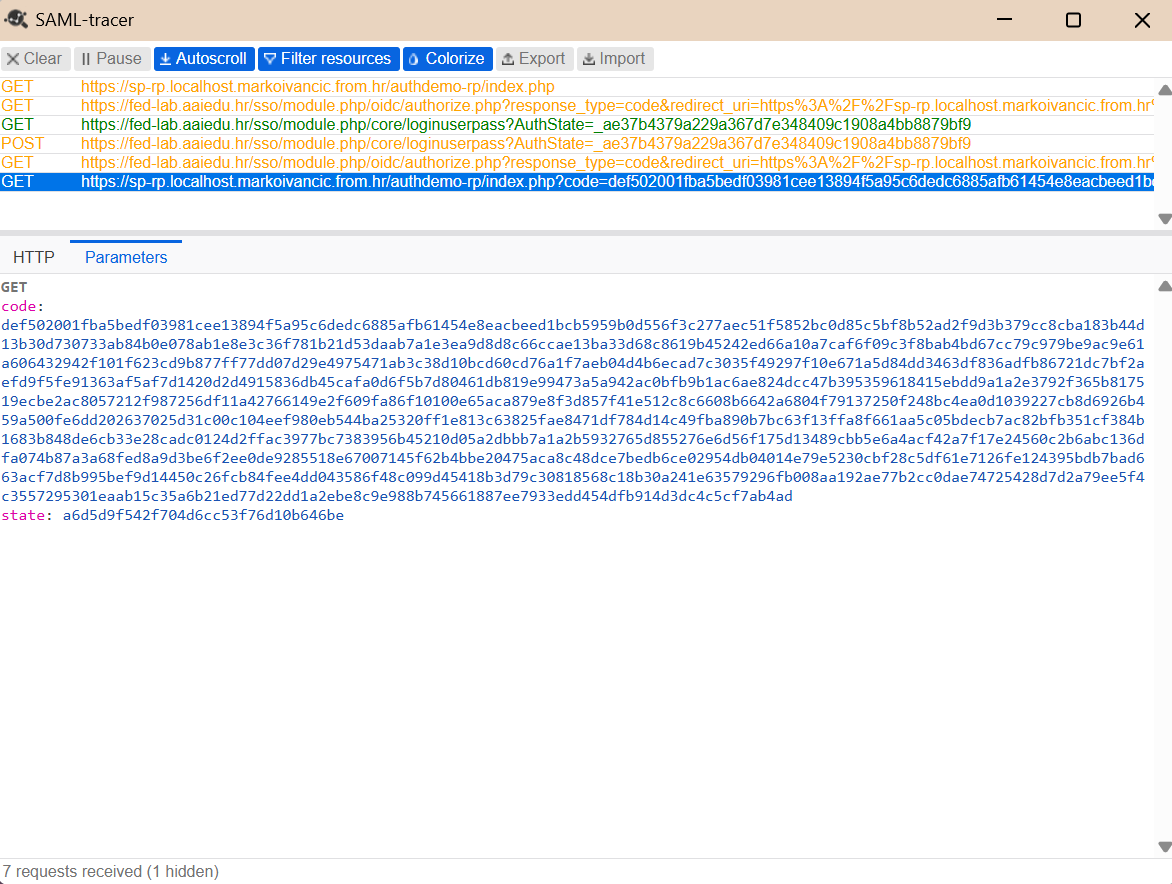 SAML-tracer
Clear Pause Autoscroll Filter resources Colorize Export Import
GET https://sp-rp.localhost.markoivancic.from.hr/authdemo-rp/index.php
GET https://fed-lab.aaiedu.hr/sso/module.php/oidc/authorize.php?response_type=code&redirect_uri=https%3A%2F%2Fsp-rp.localhost.markoivancic.from.hr
GET https://fed-lab.aaiedu.hr/sso/module.php/core/loginuserpass?AuthState=_ae37b4379a229a367d7e348409c1908a4bb8879bf9
POST https://fed-lab.aaiedu.hr/sso/module.php/core/loginuserpass?AuthState=_ae37b4379a229a367d7e348409c1908a4bb8879bf9
GET https://fed-lab.aaiedu.hr/sso/module.php/oidc/authorize.php?response_type=code&redirect_uri=https%3A%2F%2Fsp-rp.localhost.markoivancic.from.hr
GET https://sp-rp.localhost.markoivancic.from.hr/authdemo-rp/index.php?code=def502001fba5bedf03981cee13894f5a95c6dedc6885afb61454e8eacbeed1b
HTTP Parameters
GET
code:
def502001fba5bedf03981cee13894f5a95c6dedc6885afb61454e8eacbeed1bcb5959b0d556f3c277aec51f5852bc0d85c5bf8b52ad2f9d3b379cc8cba183b44d
13b30d730733ab84b0e078ab1e8e3c36f781b21d53daab7a1e3ea9d8d8c66ccae13ba33d68c8619b45242ed66a10a7caf6f09c3f8bab4bd67cc79c979be9ac9e61
a606432942f101f623cd9b877ff77dd07d29e4975471ab3c38d10bcd60cd76a1f7aeb04d4b6ecad7c3035f49297f10e671a5d84dd3463df836adfb86721dc7bf2a
efd9f5fe91363af5af7d1420d2d4915836db45cafa0d6f5b7d80461db819e99473a5a942ac0bfb9b1ac6ae824dcc47b395359618415ebdd9a1a2e3792f365b8175
19ecbe2ac8057212f987256df11a42766149e2f609fa86f10100e65aca879e8f3d857f41e512c8c6608b6642a6804f79137250f248bc4ea0d1039227cb8d6926b4
59a500fe6dd202637025d31c00c104eef980eb544ba25320ff1e813c63825fae8471df784d14c49fba890b7bc63f13ffa8f661aa5c05bdecb7ac82bfb351cf384b
1683b848de6cb33e28cadc0124d2ffac3977bc7383956b45210d05a2dbbb7a1a2b5932765d855276e6d56f175d13489cbb5e6a4acf42a7f17e24560c2b6abc136d
fa074b87a3a68fed8a9d3be6f2ee0de9285518e67007145f62b4bbe20475aca8c48dce7bedb6ce02954db04014e79e5230cbf28c5df61e7126fe124395bdb7bad6
63acf7d8b995bef9d14450c26fcb84fee4dd043586f48c099d45418b3d79c30818568c18b30a241e63579296fb008aa192ae77b2cc0dae74725428d7d2a79ee5f4
c3557295301eaab15c35a6b21ed77d22dd1a2ebe8c9e988b745661887ee7933edd454dfb914d3dc4c5cf7ab4ad
state: a6d5d9f542f704d6cc53f76d10b646be
7 requests received (1 hidden)